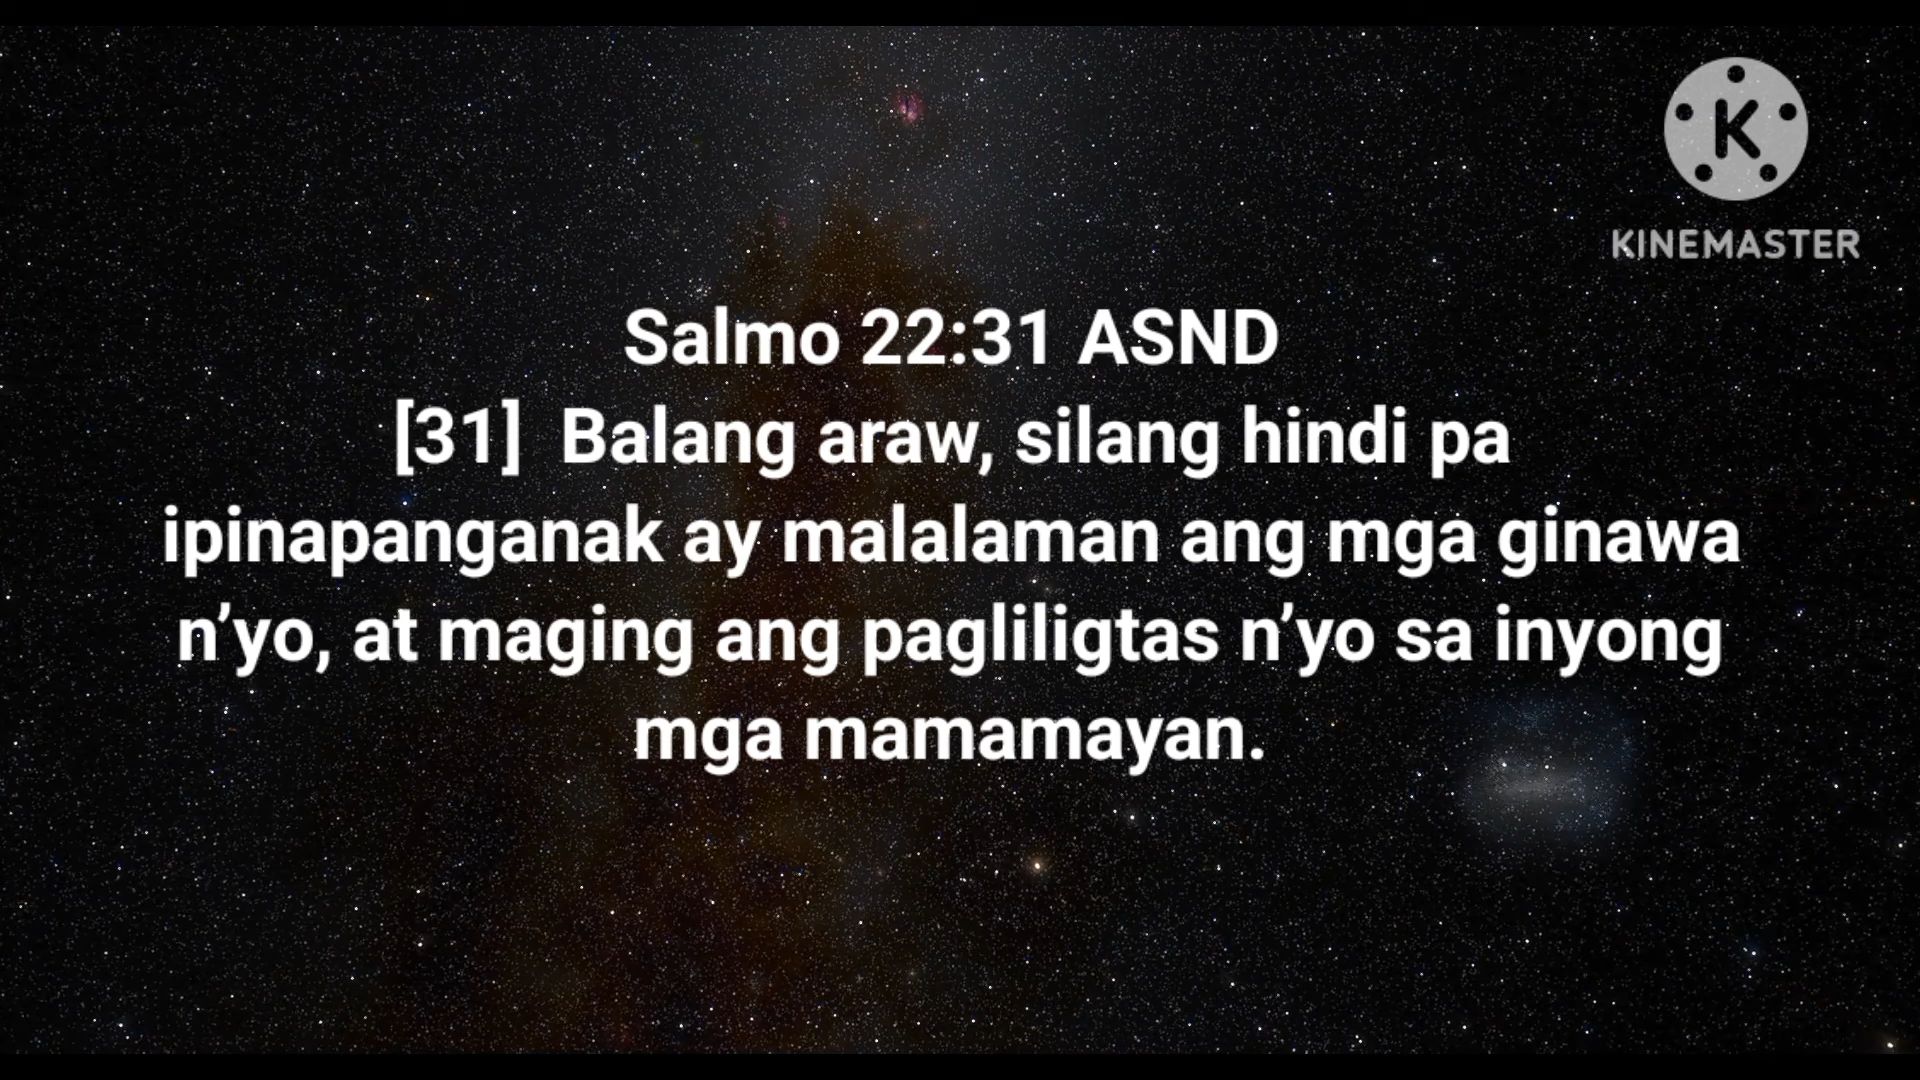 KINEMASTER
Salmo 22:31 ASND
[31]  Balang araw, silang hindi pa
ipinapanganak ay malalaman ang mga ginawa
n’yo, at maging ang pagliligtas n’yo sa inyong
mga mamamayan.